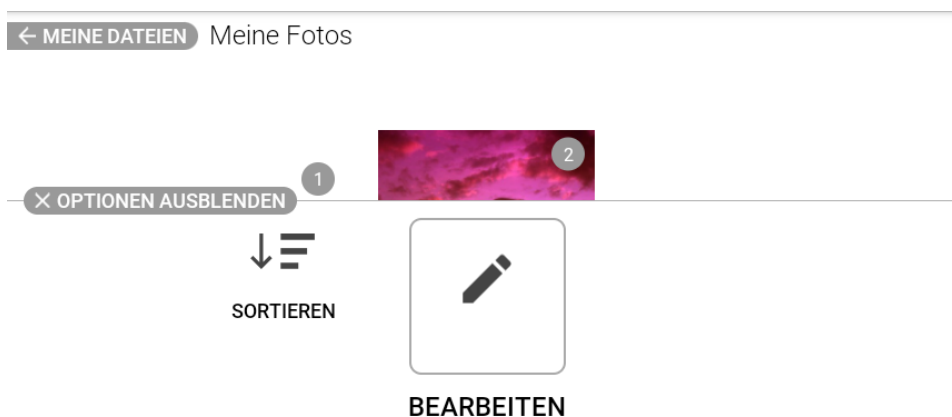 ← MEINE DATEIEN Meine Fotos
2
1
× OPTIONEN AUSBLENDEN
SORTIEREN
BEARBEITEN